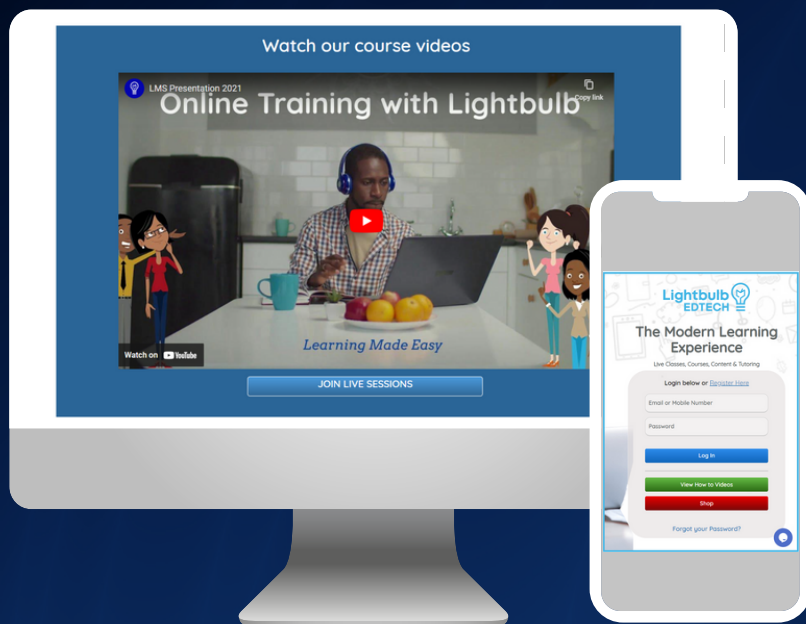 Watch our course videos
LMS Presentation 2021
Copy link
Online Training with Lightbulb
Learning Made Easy
Watch on YouTube
JOIN LIVE SESSIONS
Lightbulb
EDTECH
The Modern Learning
Experience
Live Classes, Courses, Content & Tutoring
Login below or Register Here
Email or Mobile Number
Password
Log In
View How to Videos
Shop
Forgot your Password?